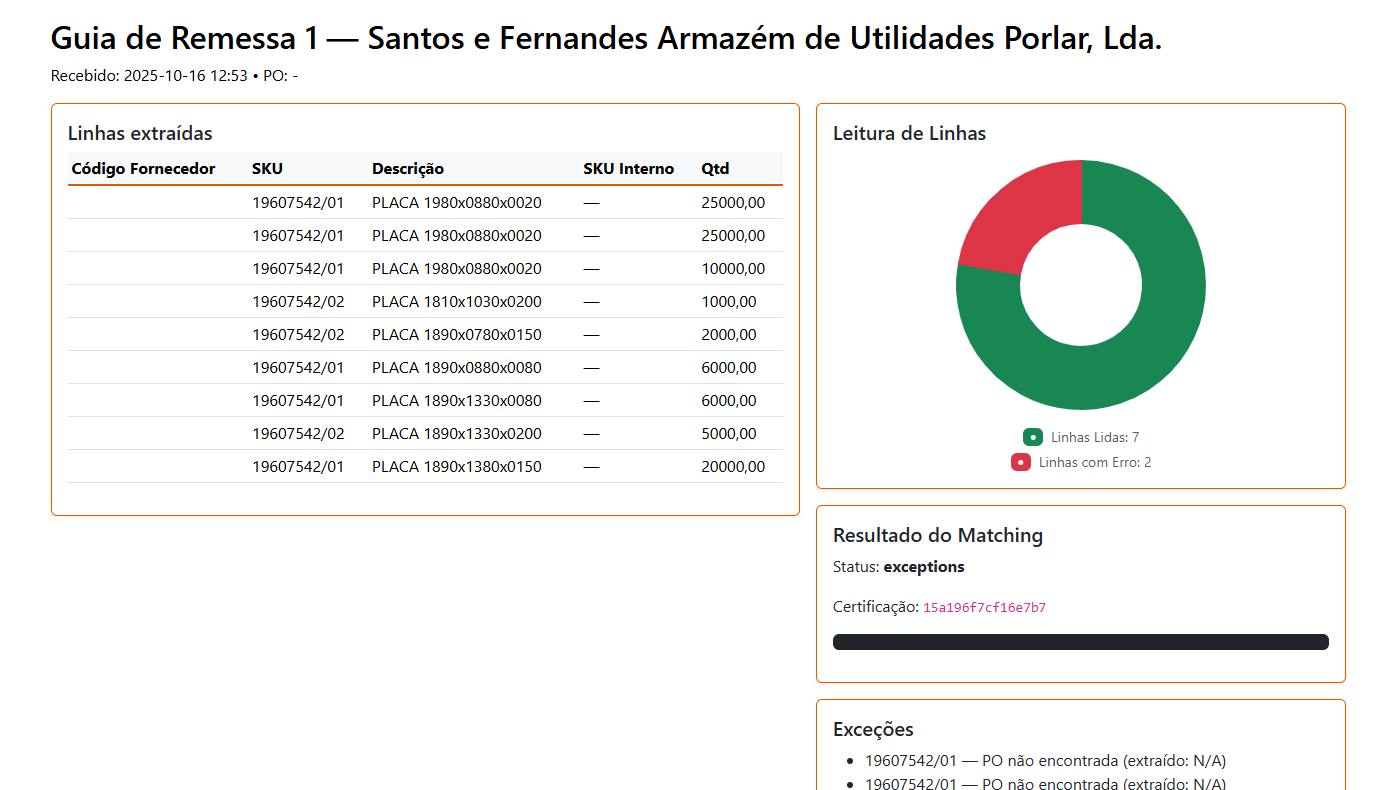 Guia de Remessa 1 — Santos e Fernandes Armazém de Utilidades Porlar, Lda.
Recebido: 2025-10-16 12:53 • PO: -
Linhas extraídas
Código Fornecedor SKU Descrição SKU Interno Qtd
19607542/01 PLACA 1980x0880x0020 — 25000,00
19607542/01 PLACA 1980x0880x0020 — 25000,00
19607542/01 PLACA 1980x0880x0020 — 10000,00
19607542/02 PLACA 1810x1030x0200 — 1000,00
19607542/02 PLACA 1890x0780x0150 — 2000,00
19607542/01 PLACA 1890x0880x0080 — 6000,00
19607542/01 PLACA 1890x1330x0080 — 6000,00
19607542/02 PLACA 1890x1330x0200 — 5000,00
19607542/01 PLACA 1890x1380x0150 — 20000,00
Leitura de Linhas
Linhas Lidas: 7
Linhas com Erro: 2
Resultado do Matching
Status: exceptions
Certificação: 15a196f7cf16e7b7
Exceções
• 19607542/01 — PO não encontrada (extraído: N/A)
• 19607542/01 — PO não encontrada (extraído: N/A)